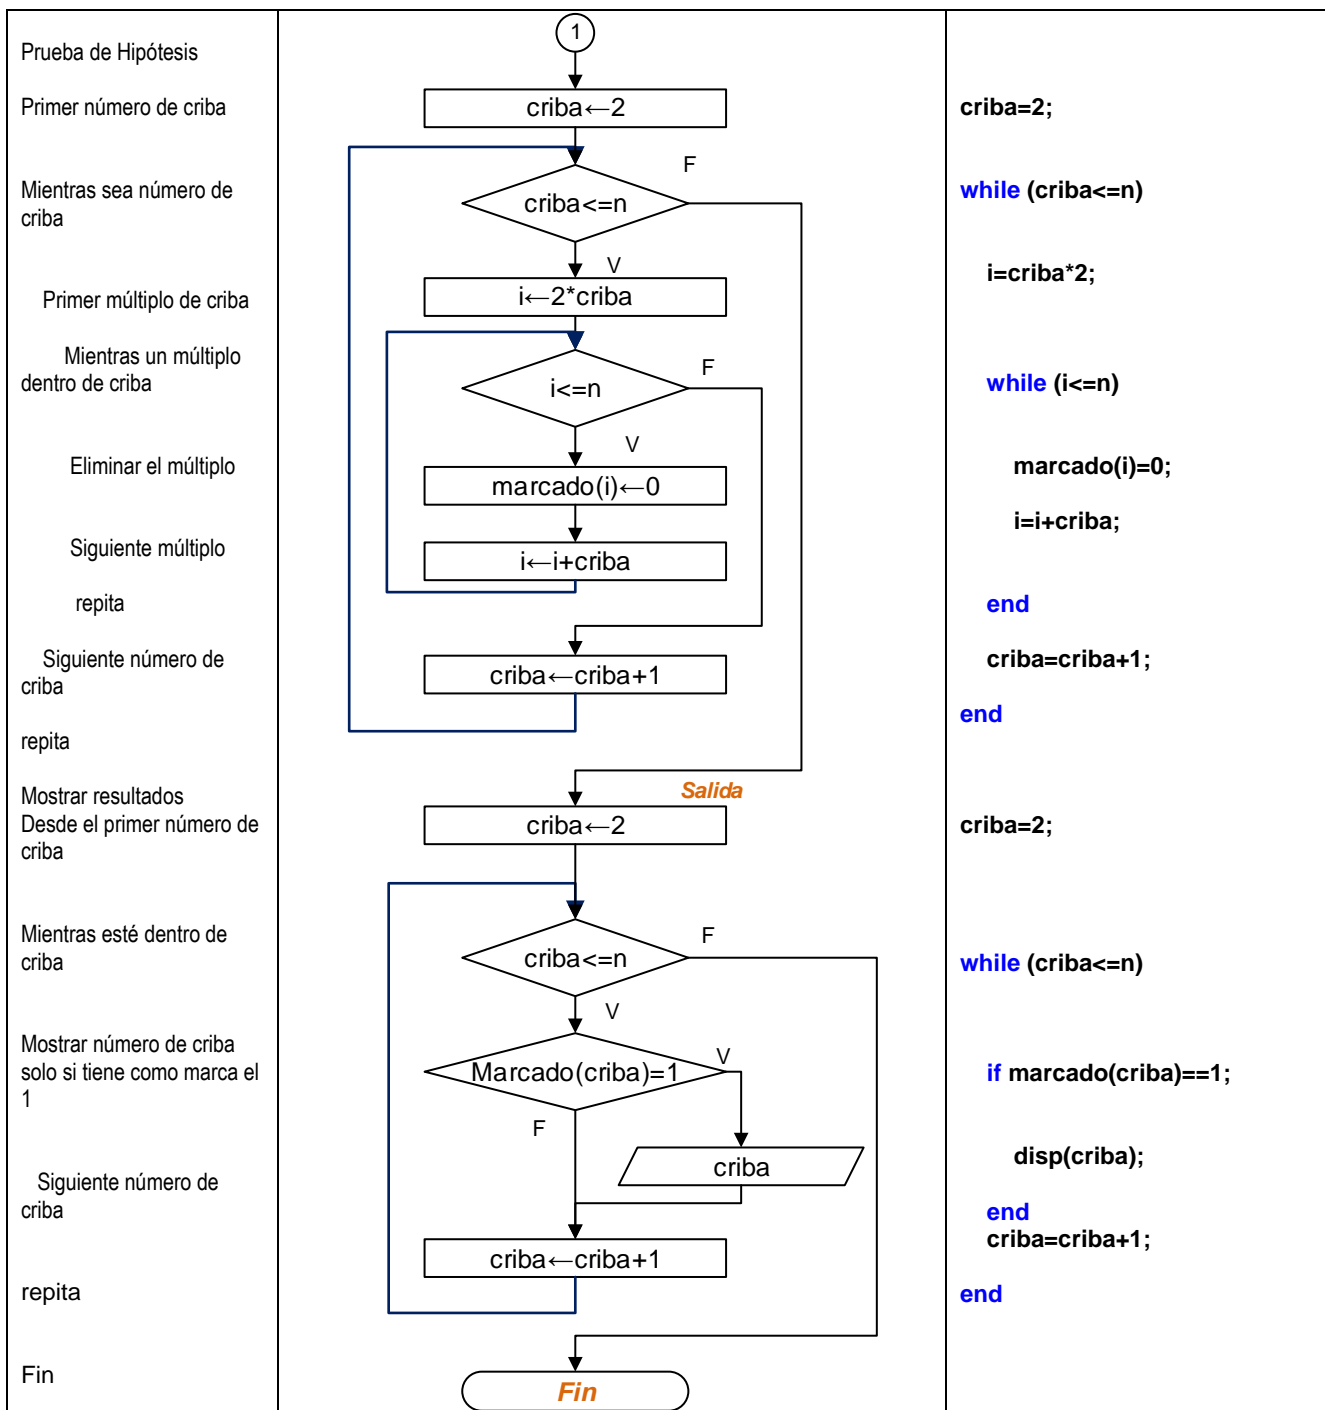 Prueba de Hipótesis
Primer número de criba
Mientras sea número de
criba
Primer múltiplo de criba
Mientras un múltiplo
dentro de criba
Eliminar el múltiplo
Siguiente múltiplo
repita
Siguiente número de
criba
repita
Mostrar resultados
Desde el primer número de
criba
Mientras esté dentro de
criba
Mostrar número de criba
solo si tiene como marca el
1
Siguiente número de
criba
repita
Fin
1
criba←2
F
criba<=n
V
i←2*criba
F
i<=n
V
marcado(i)←0
i←i+criba
criba←criba+1
Salida
criba←2
F
criba<=n
V
V
Marcado(criba)=1
F
criba
criba←criba+1
Fin
criba=2;
while (criba<=n)
i=criba*2;
while (i<=n)
marcado(i)=0;
i=i+criba;
end
criba=criba+1;
end
criba=2;
while (criba<=n)
if marcado(criba)==1;
disp(criba);
end
criba=criba+1;
end